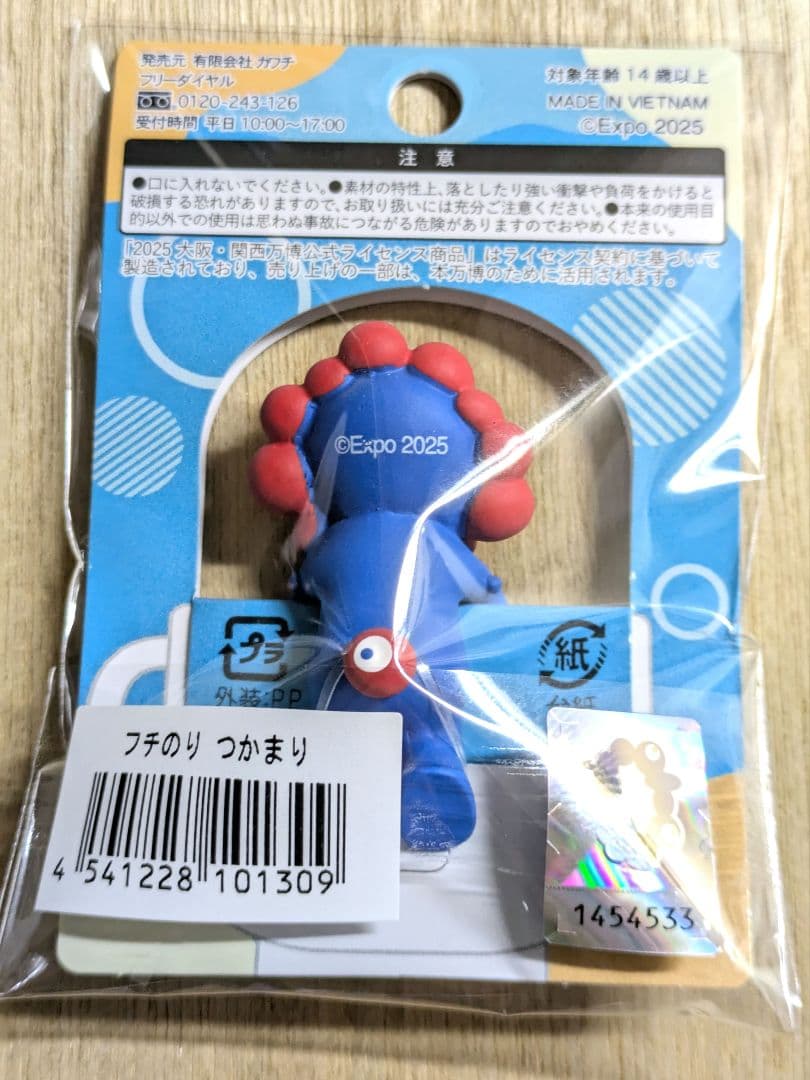 発売元 有限会社 ガフチ
フリーダイヤル
0120-243-126
受付時間 平日 10:00～17:00
対象年齢 14 歳以上
MADE IN VIETNAM
©Expo 2025
注 意
●口に入れないでください。●素材の特性上、落としたり強い衝撃や負荷をかけると
破損する恐れがありますので、お取り扱いには充分ご注意ください。●本来の使用目
的以外での使用は思わぬ事故につながる危険がありますのでおやめください。
「2025 大阪・関西万博公式ライセンス商品」はライセンス契約に基づいて
製造されており、売り上げの一部は、本万博のために活用されます。
©Expo 2025
プラ
外装:PP
紙
台紙
フチのり つかまり
4 541228 101309
1454533